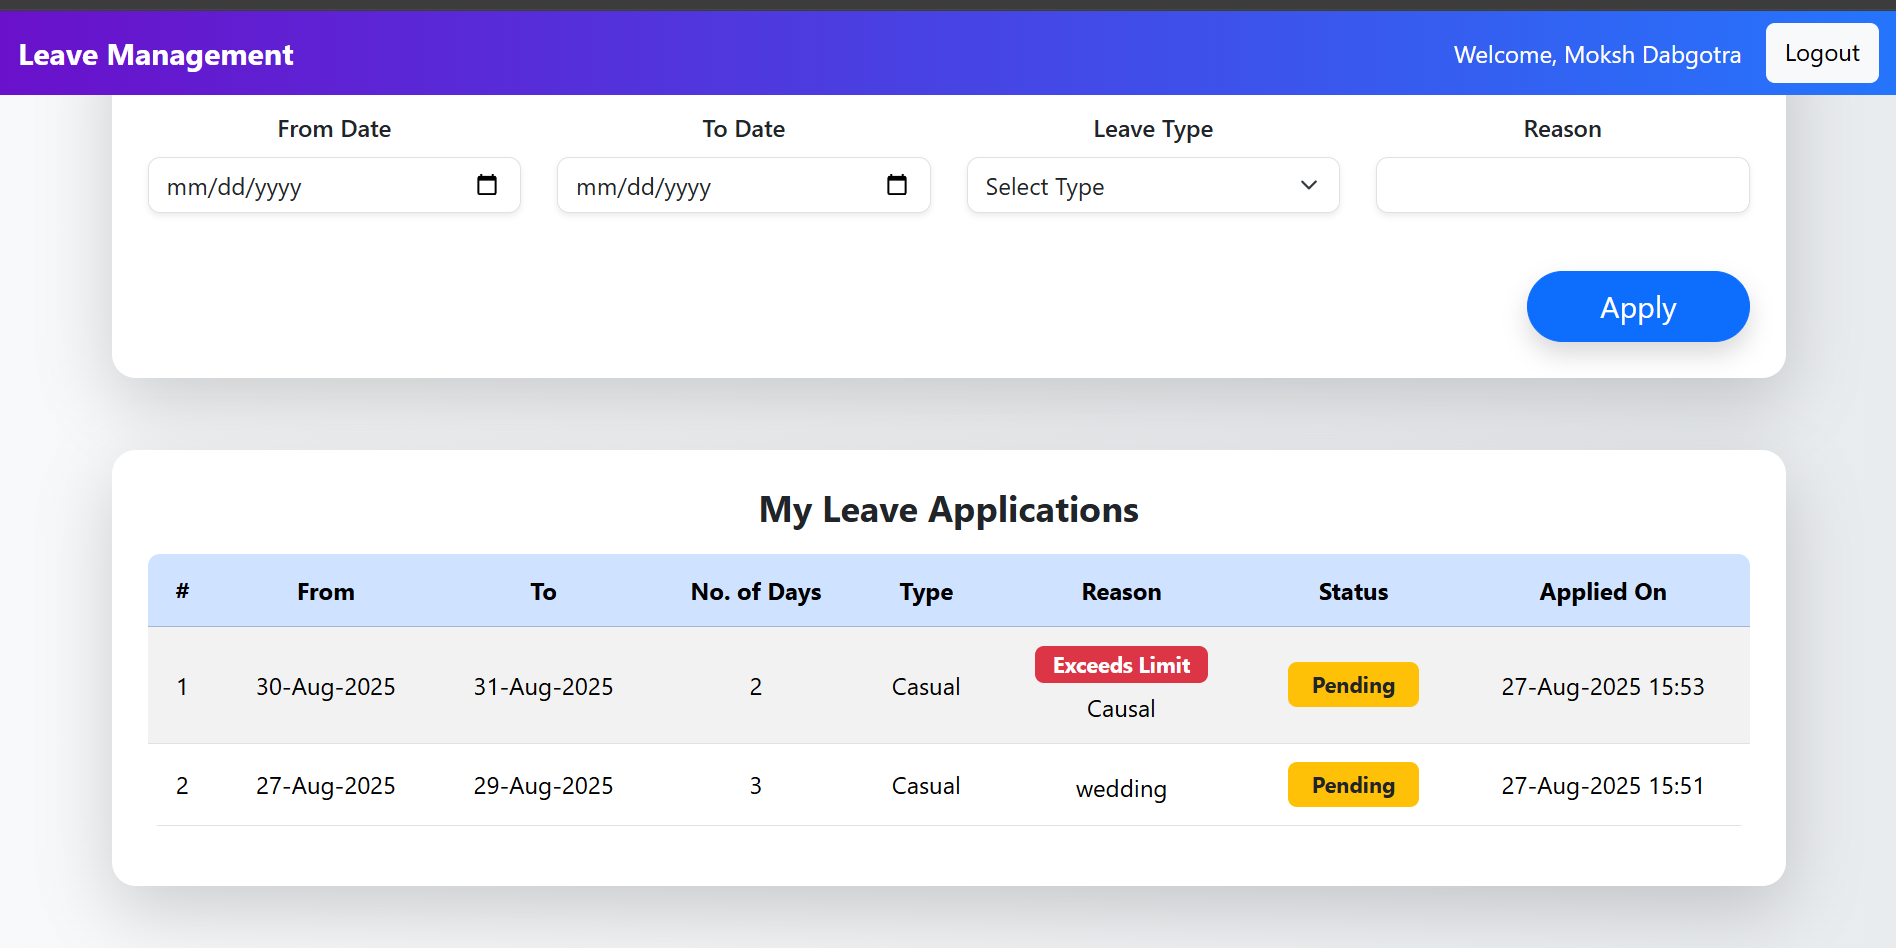 Leave Management
Welcome, Moksh Dabgotra
Logout
From Date To Date Leave Type Reason
mm/dd/yyyy mm/dd/yyyy Select Type
Apply
My Leave Applications
# From To No. of Days Type Reason Status Applied On
1 30-Aug-2025 31-Aug-2025 2 Casual Exceeds Limit Causal Pending 27-Aug-2025 15:53
2 27-Aug-2025 29-Aug-2025 3 Casual wedding Pending 27-Aug-2025 15:51